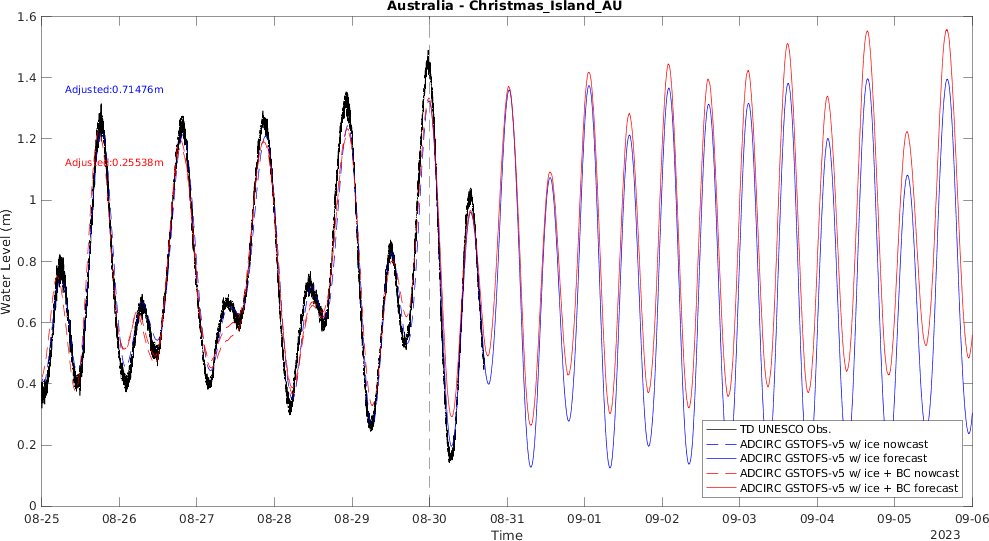 Australia - Christmas_Island_AU
Water Level (m)
1.6
1.4
1.2
1
0.8
0.6
0.4
0.2
0
Adjusted:0.71476m
Adjusted:0.25538m
TD UNESCO Obs.
ADCIRC GSTOFS-v5 w/ ice nowcast
ADCIRC GSTOFS-v5 w/ ice forecast
ADCIRC GSTOFS-v5 w/ ice + BC nowcast
ADCIRC GSTOFS-v5 w/ ice + BC forecast
08-25 08-26 08-27 08-28 08-29 08-30 08-31 09-01 09-02 09-03 09-04 09-05 09-06
Time
2023